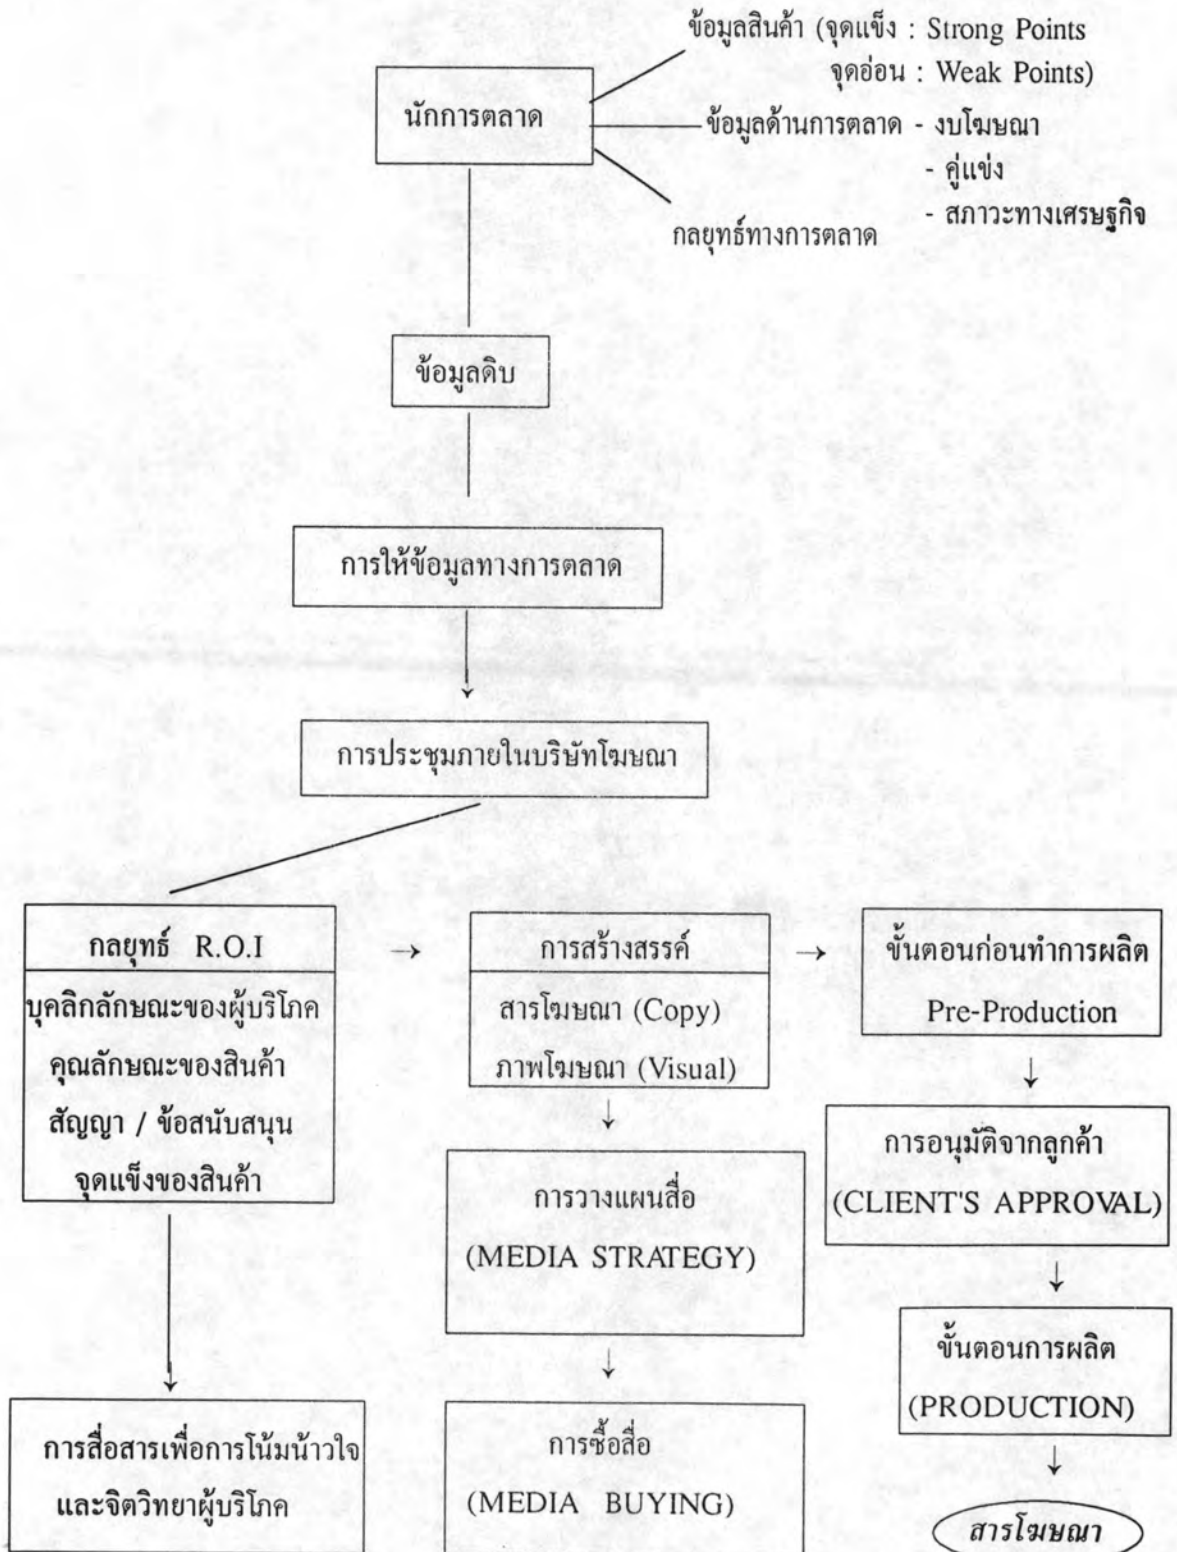 ข้อมูลสินค้า (จุดแข็ง : Strong Points
จุดอ่อน : Weak Points)
นักการตลาด
ข้อมูลด้านการตลาด - งบโฆษณา
- คู่แข่ง
- สภาวะทางเศรษฐกิจ
กลยุทธ์ทางการตลาด
ข้อมูลดิบ
การให้ข้อมูลทางการตลาด
การประชุมภายในบริษัทโฆษณา
กลยุทธ์ R.O.I
บุคลิกลักษณะของผู้บริโภค
คุณลักษณะของสินค้า
สัญญา / ข้อสนับสนุน
จุดแข็งของสินค้า
การสื่อสารเพื่อการโน้มน้าวใจ
และจิตวิทยาผู้บริโภค
การสร้างสรรค์
สารโฆษณา (Copy)
ภาพโฆษณา (Visual)
การวางแผนสื่อ
(MEDIA STRATEGY)
การซื้อสื่อ
(MEDIA BUYING)
ขั้นตอนก่อนทำการผลิต
Pre-Production
การอนุมัติจากลูกค้า
(CLIENT'S APPROVAL)
ขั้นตอนการผลิต
(PRODUCTION)
สารโฆษณา